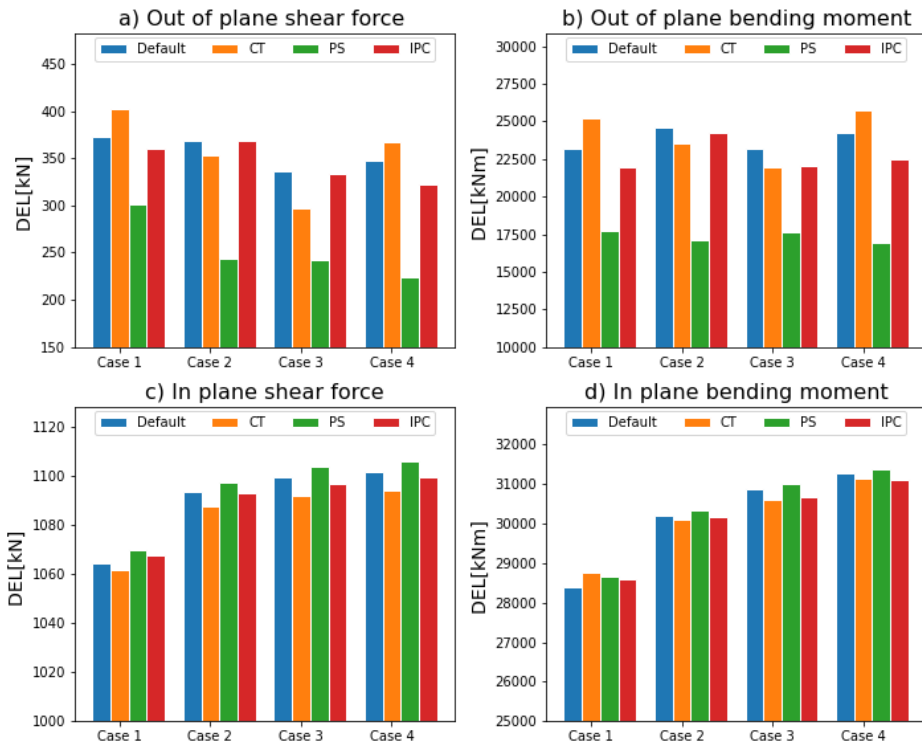 a) Out of plane shear force
Default CT PS IPC
450
400
350
300
250
200
150
DEL[kN]
Case 1 Case 2 Case 3 Case 4
b) Out of plane bending moment
Default CT PS IPC
30000
27500
25000
22500
20000
17500
15000
12500
10000
DEL[kNm]
Case 1 Case 2 Case 3 Case 4
c) In plane shear force
Default CT PS IPC
1120
1100
1080
1060
1040
1020
1000
DEL[kN]
Case 1 Case 2 Case 3 Case 4
d) In plane bending moment
Default CT PS IPC
32000
31000
30000
29000
28000
27000
26000
25000
DEL[kNm]
Case 1 Case 2 Case 3 Case 4